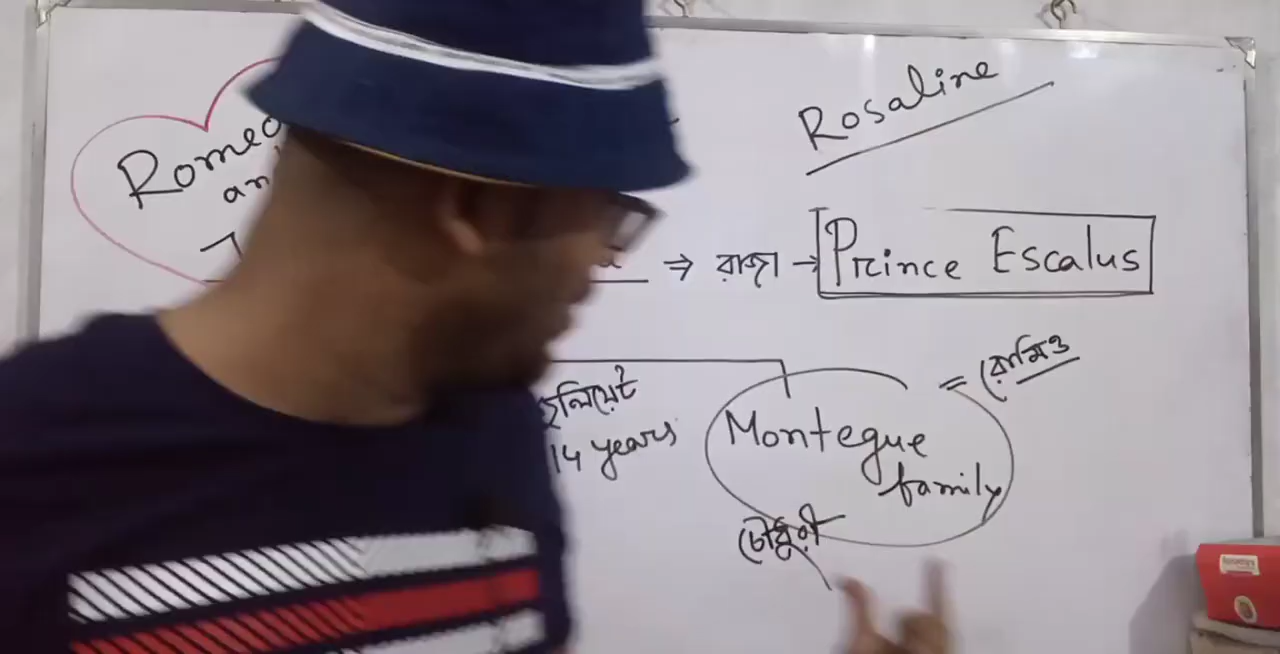 Romeo
an
Rosaline
⇒ রাজা → Prince Escalus
= রোমিও
লিয়েট
14 years
Montegue
family
চৌধুরী